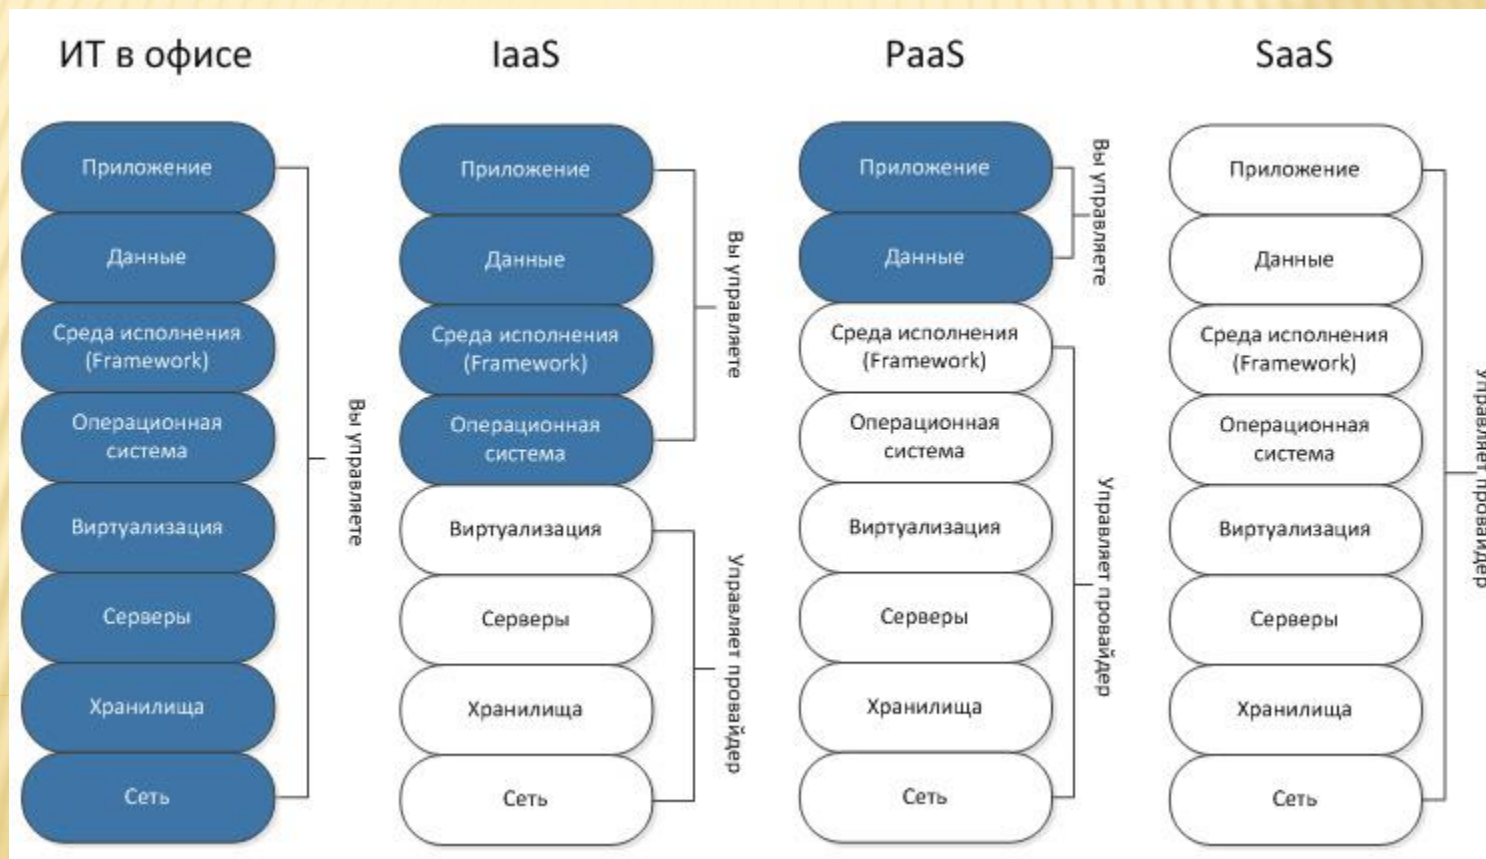 ИТ в офисе
Приложение
Данные
Среда исполнения
(Framework)
Операционная
система
Виртуализация
Серверы
Хранилища
Сеть
Вы управляете
IaaS
Приложение
Данные
Среда исполнения
(Framework)
Операционная
система
Виртуализация
Серверы
Хранилища
Сеть
Вы управляете
Управляет провайдер
PaaS
Приложение
Данные
Среда исполнения
(Framework)
Операционная
система
Виртуализация
Серверы
Хранилища
Сеть
Вы управляете
Управляет провайдер
SaaS
Приложение
Данные
Среда исполнения
(Framework)
Операционная
система
Виртуализация
Серверы
Хранилища
Сеть
Управляет провайдер